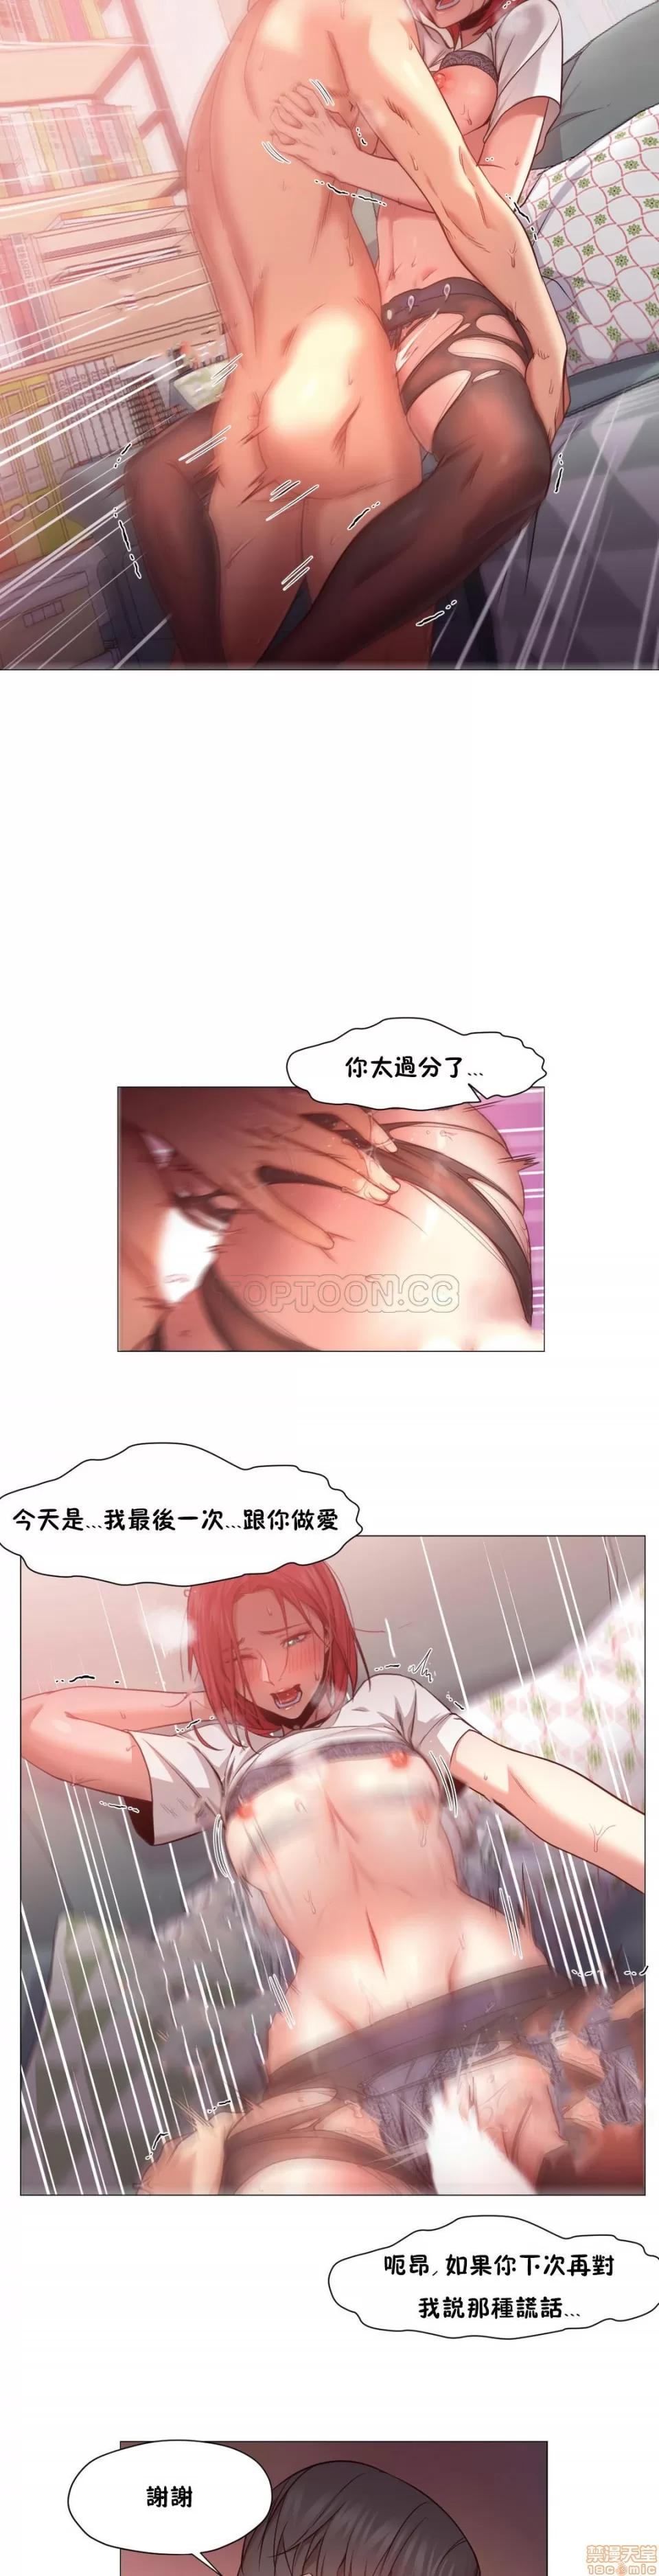 你太過分了...
TOPTOON.CC
今天是...我最後一次...跟你做愛
呃昂, 如果你下次再對
我說那種謊話...
謝謝
禁漫天堂
18comic